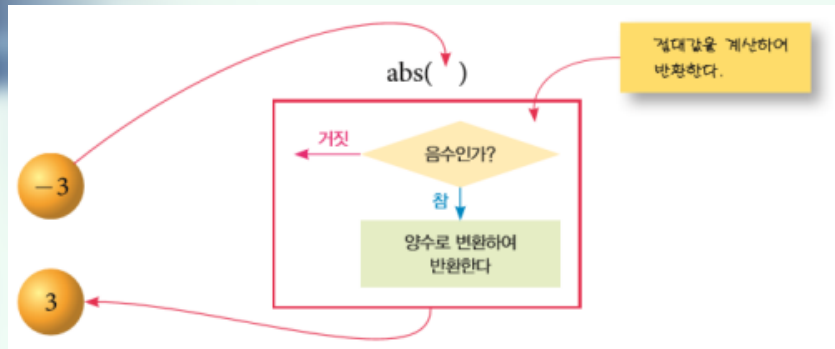 절대값을 계산하여
반환한다.
abs( )
거짓
음수인가?
-3
참
양수로 변환하여
반환한다
3